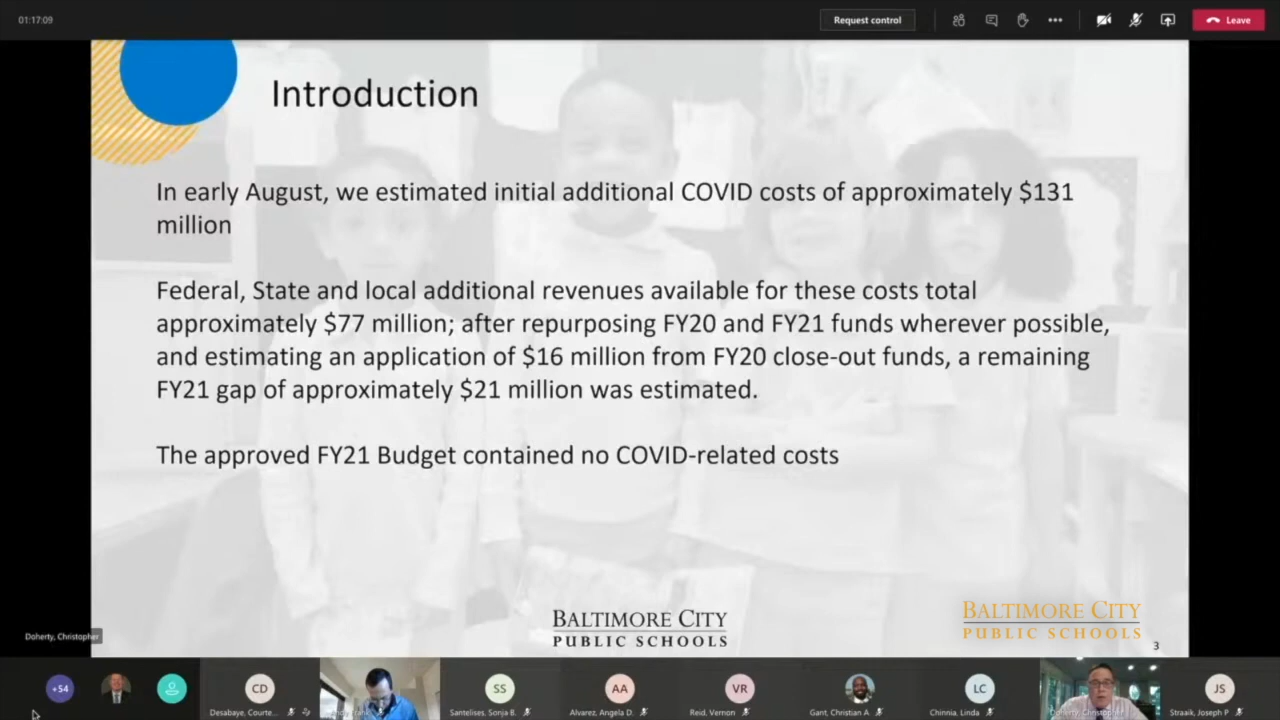 01:17:09
Request control
Leave
Introduction
In early August, we estimated initial additional COVID costs of approximately $131
million
Federal, State and local additional revenues available for these costs total
approximately $77 million; after repurposing FY20 and FY21 funds wherever possible,
and estimating an application of $16 million from FY20 close-out funds, a remaining
FY21 gap of approximately $21 million was estimated.
The approved FY21 Budget contained no COVID-related costs
BALTIMORE CITY
PUBLIC SCHOOLS
BALTIMORE CITY
PUBLIC SCHOOLS
3
Doherty, Christopher
+54
CD
SS
AA
VR
LC
JS
Desabaye, Courte...
Santelises, Sonja B.
Alvarez, Angela D.
Reid, Vernon
Gant, Christian A
Chinnia, Linda
Doherty, Christopher
Straaik, Joseph P